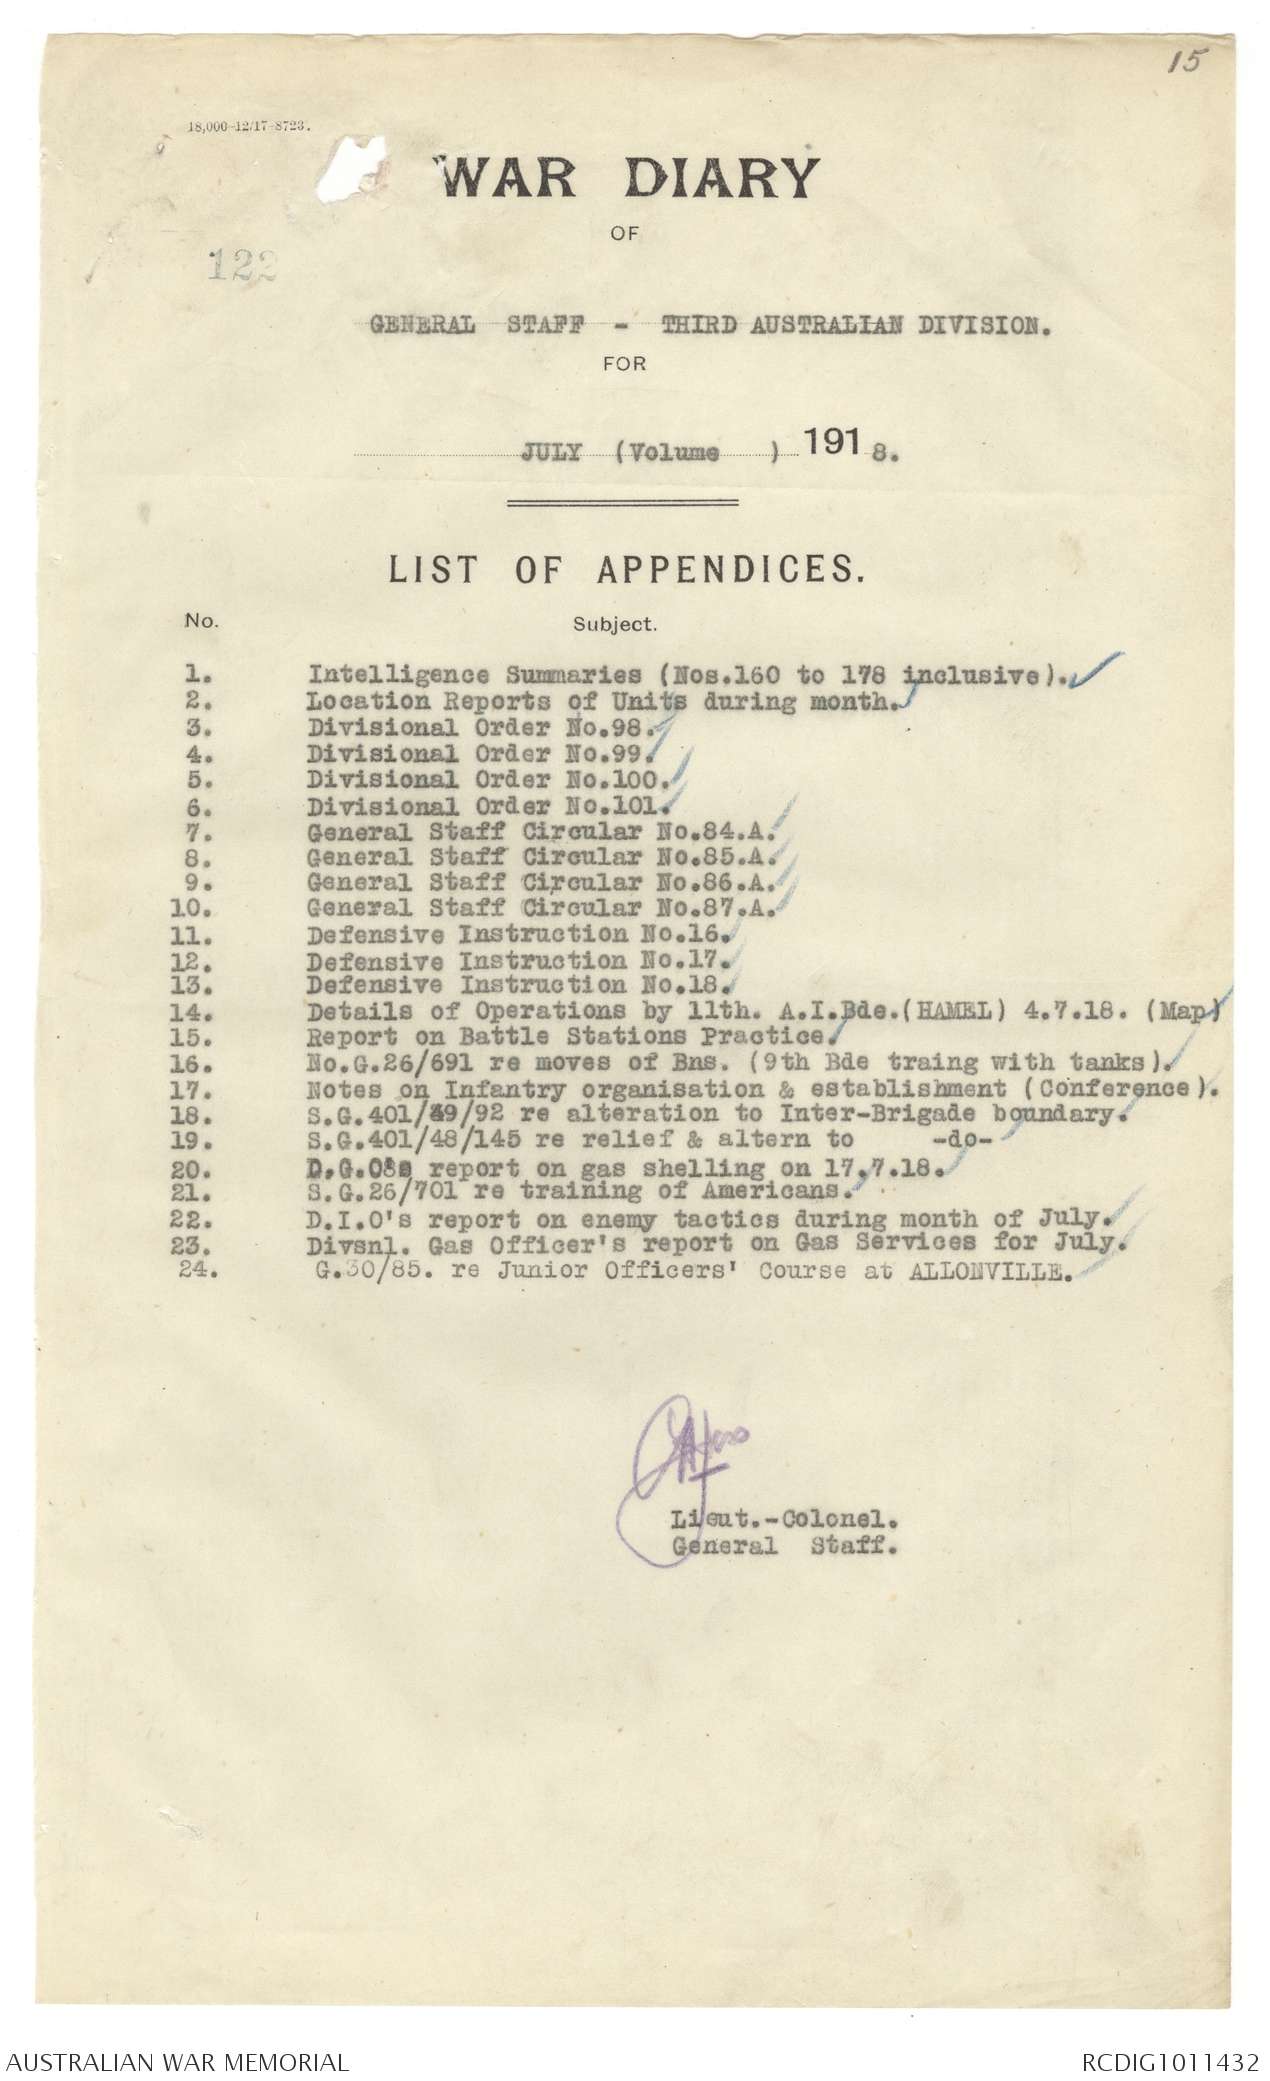 15
18,000-12/17-8723.
WAR DIARY
OF
122
GENERAL STAFF - THIRD AUSTRALIAN DIVISION.
FOR
JULY (Volume ) 1918.
LIST OF APPENDICES.
No. Subject.
1. Intelligence Summaries (Nos.160 to 178 inclusive).
2. Location Reports of Units during month.
3. Divisional Order No.98.
4. Divisional Order No.99.
5. Divisional Order No.100.
6. Divisional Order No.101.
7. General Staff Circular No.84.A.
8. General Staff Circular No.85.A.
9. General Staff Circular No.86.A.
10. General Staff Circular No.87.A.
11. Defensive Instruction No.16.
12. Defensive Instruction No.17.
13. Defensive Instruction No.18.
14. Details of Operations by 11th. A.I.Bde.(HAMEL) 4.7.18. (Map)
15. Report on Battle Stations Practice.
16. No.G.26/691 re moves of Bns. (9th Bde traing with tanks).
17. Notes on Infantry organisation & establishment (Conference).
18. S.G.401/49/92 re alteration to Inter-Brigade boundary.
19. S.G.401/48/145 re relief & altern to -do-
20. report on gas shelling on 17.7.18.
21. S.G.26/701 re training of Americans.
22. D.I.O's report on enemy tactics during month of July.
23. Divsnl. Gas Officer's report on Gas Services for July.
24. G.30/85. re Junior Officers' Course at ALLONVILLE.
Lieut.-Colonel.
General Staff.
AUSTRALIAN WAR MEMORIAL RCDIG1011432